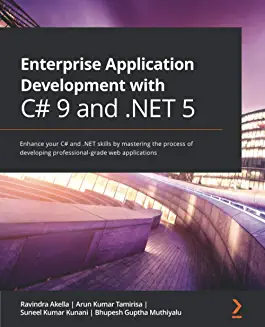 Enterprise Application
Development with
C# 9 and .NET 5
Enhance your C# and .NET skills by mastering the process of
developing professional-grade web applications
Ravindra Akella | Arun Kumar Tamirisa |
Suneel Kumar Kunani | Bhupesh Guptha Muthiyalu